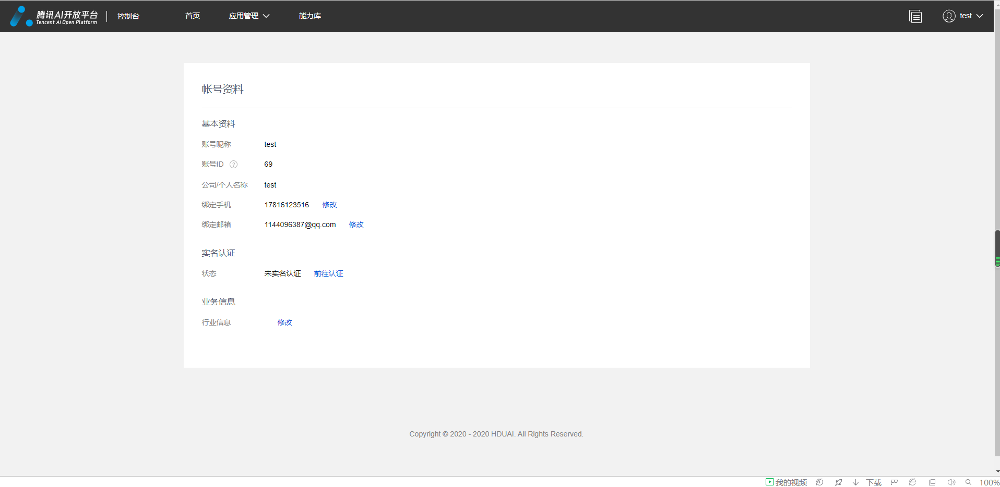 腾讯AI开放平台
Tencent AI Open Platform
控制台
首页
应用管理
能力库
test
帐号资料
基本资料
账号昵称 test
账号ID ? 69
公司/个人名称 test
绑定手机 17816123516 修改
绑定邮箱 1144096387@qq.com 修改
实名认证
状态 未实名认证 前往认证
业务信息
行业信息 修改
Copyright © 2020 - 2020 HDUAI. All Rights Reserved.
我的视频 下载 100%